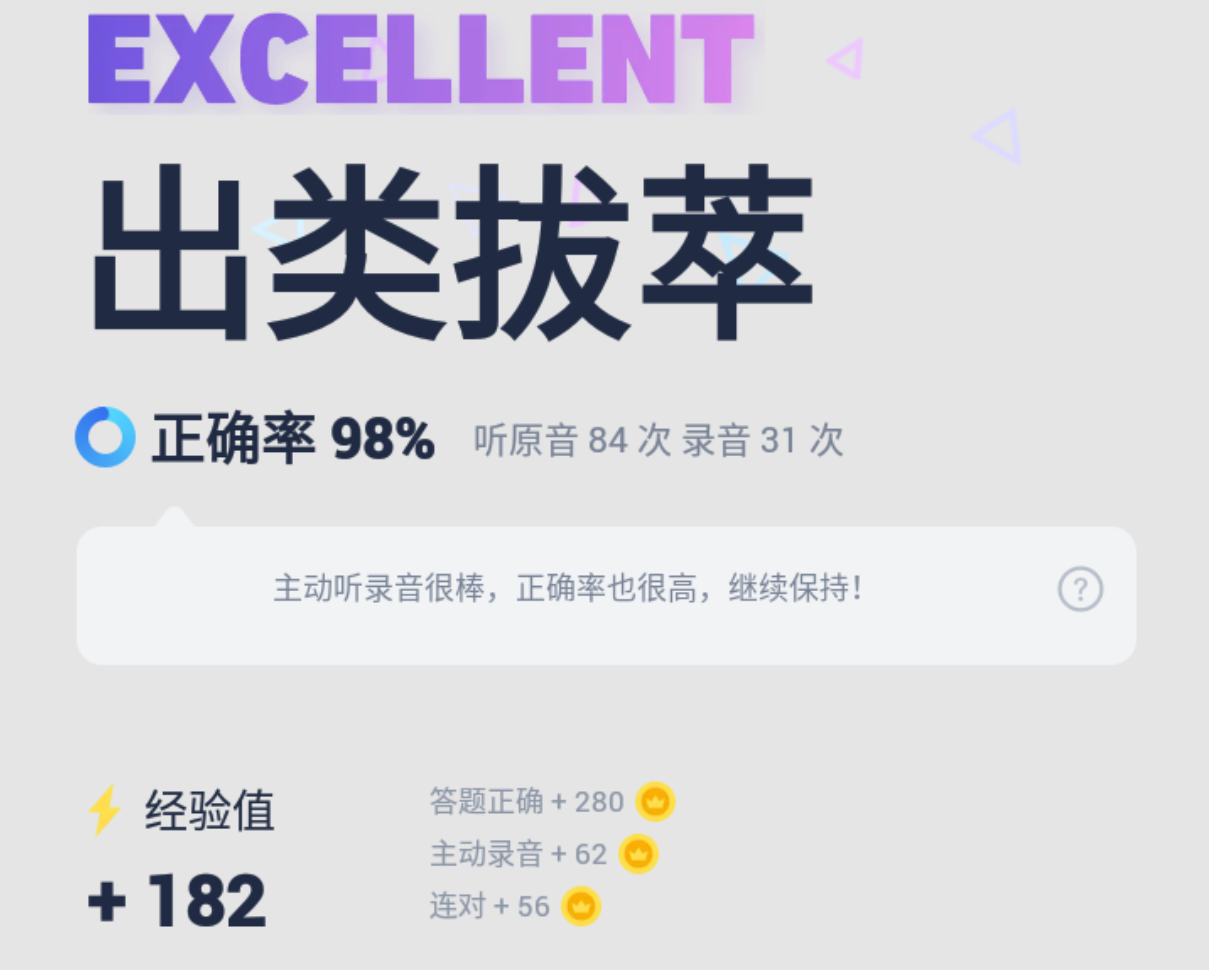 EXCELLENT
出类拔萃
正确率 98% 听原音 84 次 录音 31 次
主动听录音很棒，正确率也很高，继续保持！
?
经验值
+ 182
答题正确 + 280
主动录音 + 62
连对 + 56